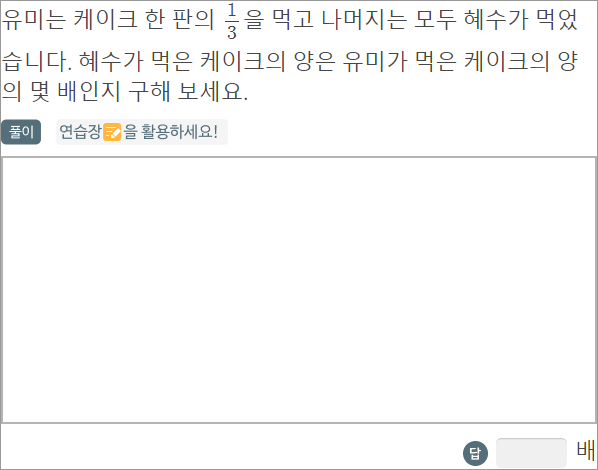 유미는 케이크 한 판의 1/3을 먹고 나머지는 모두 혜수가 먹었
습니다. 혜수가 먹은 케이크의 양은 유미가 먹은 케이크의 양
의 몇 배인지 구해 보세요.
풀이 연습장을 활용하세요!
답 배